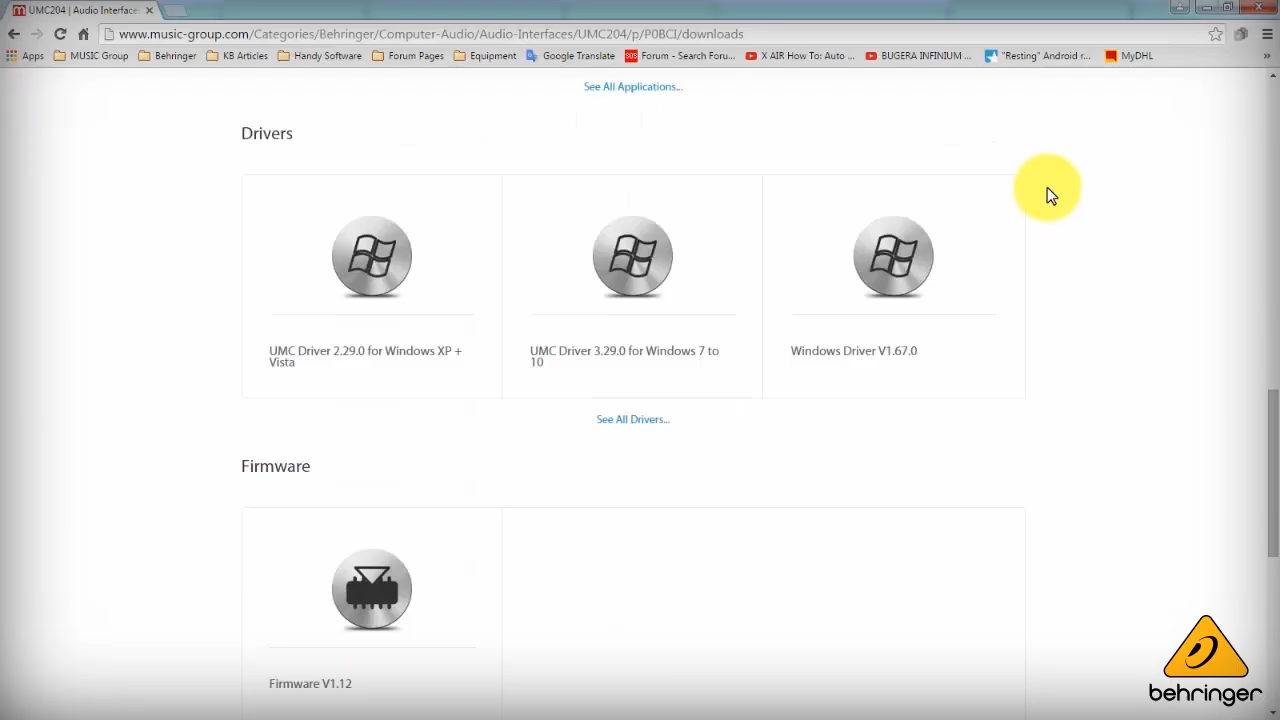 UMC204 | Audio Interface
www.music-group.com/Categories/Behringer/Computer-Audio/Audio-Interfaces/UMC204/p/P0BCI/downloads
Apps MUSIC Group Behringer KB Articles Handy Software Forum Pages Equipment Google Translate SOS Forum - Search Foru... X AIR How To: Auto ... BUGERA INFINIUM ... "Resting" Android r... MyDHL »
See All Applications...
Drivers
UMC Driver 2.29.0 for Windows XP +
Vista
UMC Driver 3.29.0 for Windows 7 to
10
Windows Driver V1.67.0
See All Drivers...
Firmware
Firmware V1.12
behringer